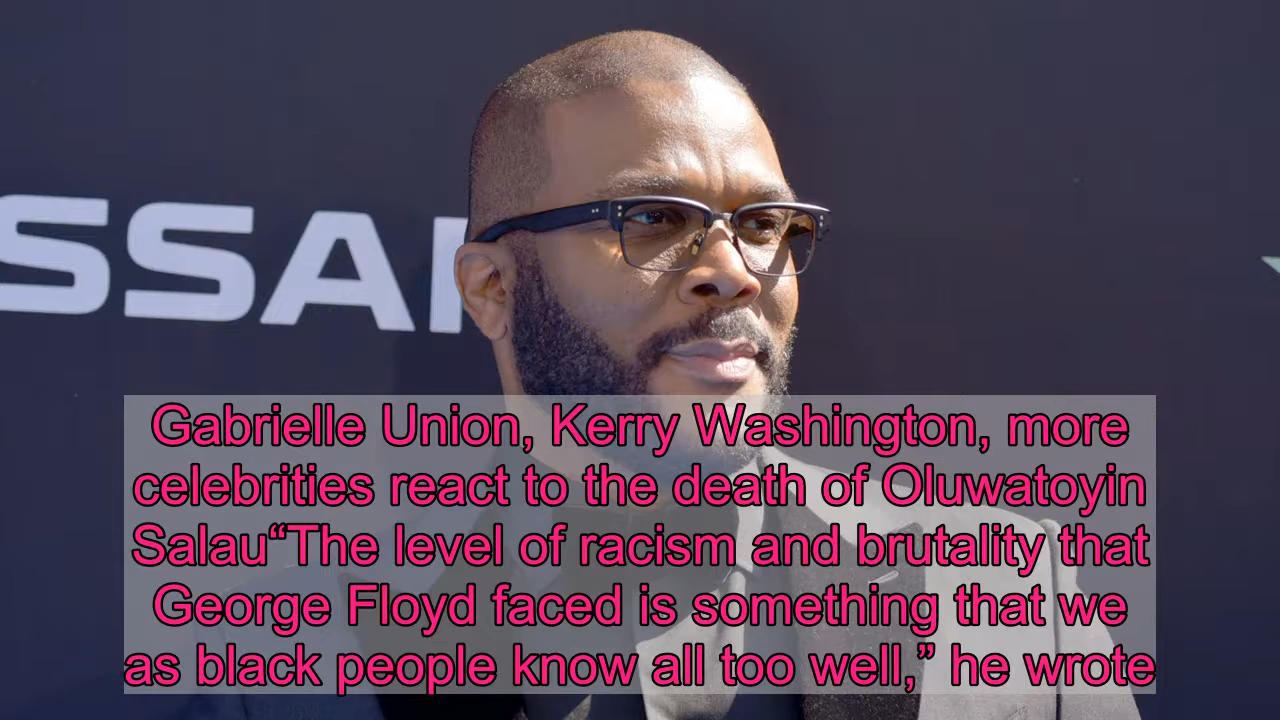 SSAN
Gabrielle Union, Kerry Washington, more
celebrities react to the death of Oluwatoyin
Salau“The level of racism and brutality that
George Floyd faced is something that we
as black people know all too well,” he wrote